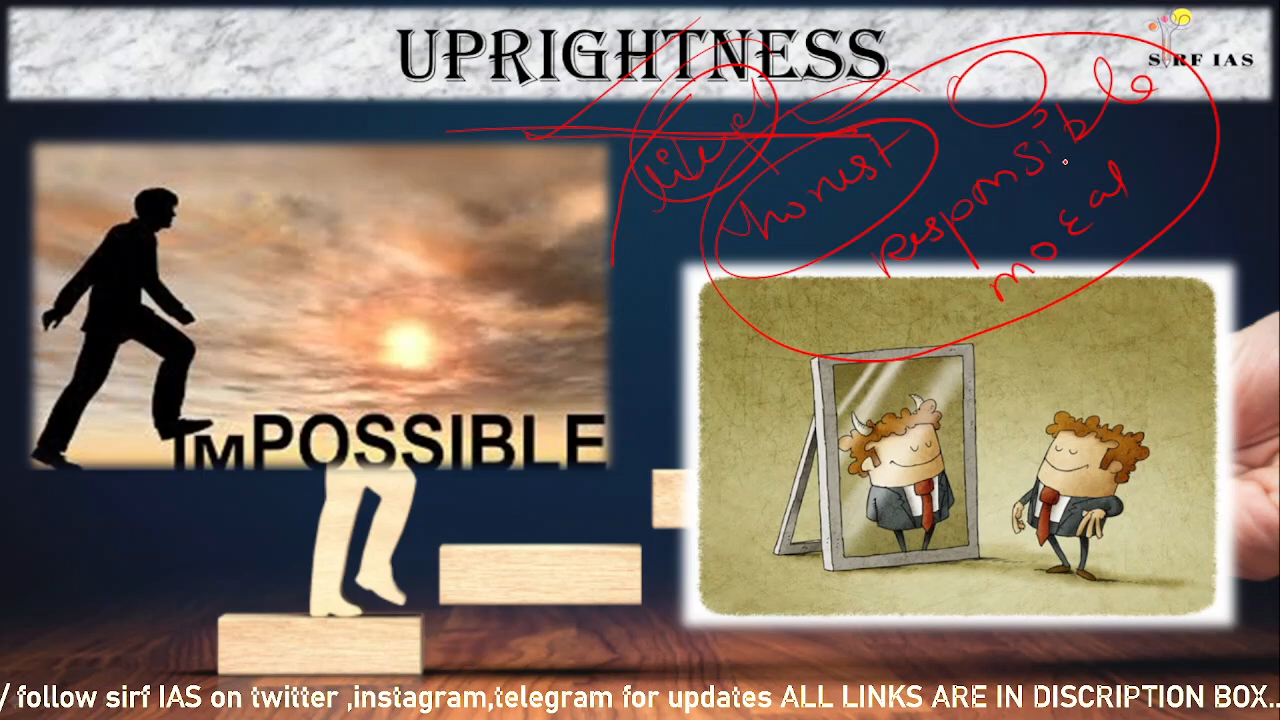 UPRIGHTNESS
SiRF IAS
honest
responsible
moral
IMPOSSIBLE
/ follow sirf IAS on twitter ,instagram,telegram for updates ALL LINKS ARE IN DISCRIPTION BOX..